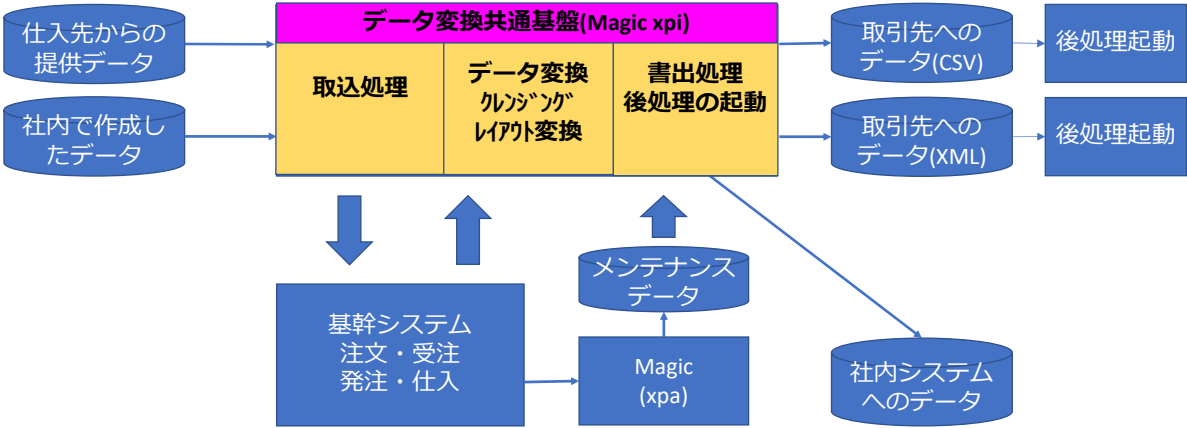 データ変換共通基盤(Magic xpi)
仕入先からの
提供データ
社内で作成し
たデータ
取込処理
データ変換
ｸﾚﾝｼﾞﾝｸﾞ
ﾚｲｱｳﾄ変換
書出処理
後処理の起動
取引先への
データ(CSV)
後処理起動
取引先への
データ(XML)
後処理起動
基幹システム
注文・受注
発注・仕入
メンテナンス
データ
Magic
(xpa)
社内システム
へのデータ